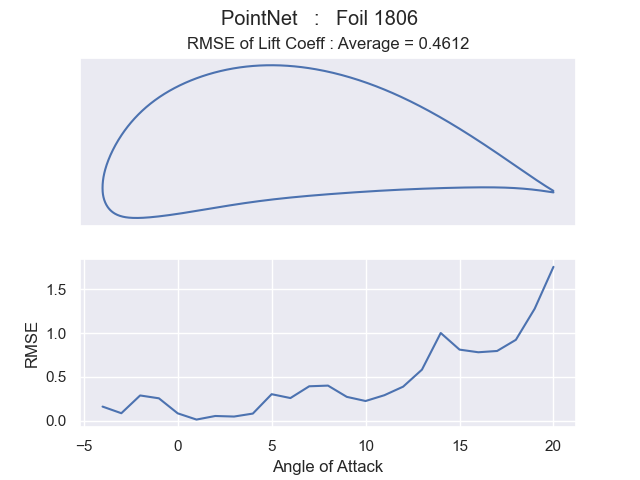 PointNet : Foil 1806
RMSE of Lift Coeff : Average = 0.4612
1.5
1.0
0.5
0.0
RMSE
−5 0 5 10 15 20
Angle of Attack